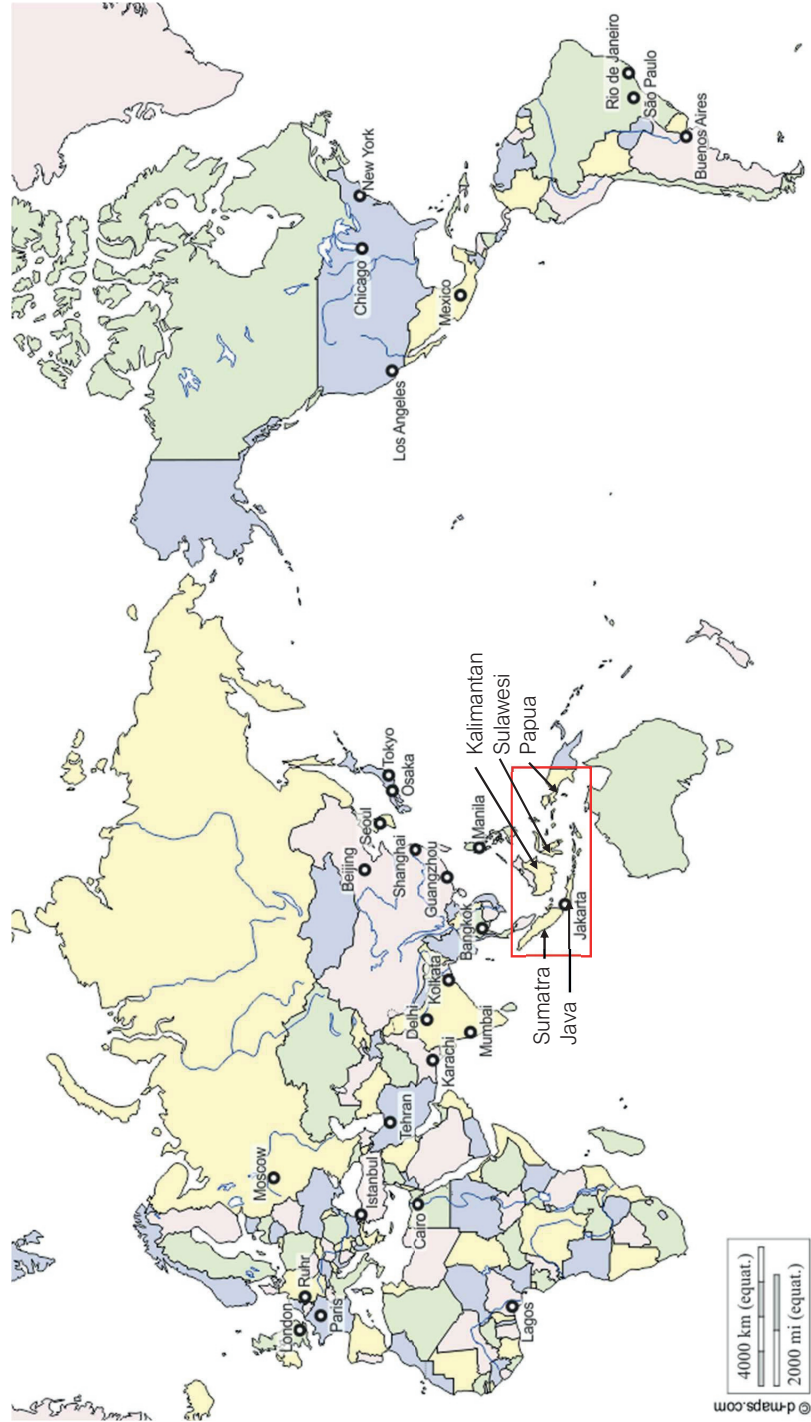 London
Ruhr
Paris
Moscow
Istanbul
Cairo
Lagos
Tehran
Karachi
Delhi
Mumbai
Kolkata
Bangkok
Beijing
Seoul
Shanghai
Guangzhou
Tokyo
Osaka
Manila
Jakarta
Sumatra
Java
Kalimantan
Sulawesi
Papua
Los Angeles
Chicago
New York
Mexico
Rio de Janeiro
São Paulo
Buenos Aires
4000 km (equat.)
2000 mi (equat.)
© d-maps.com